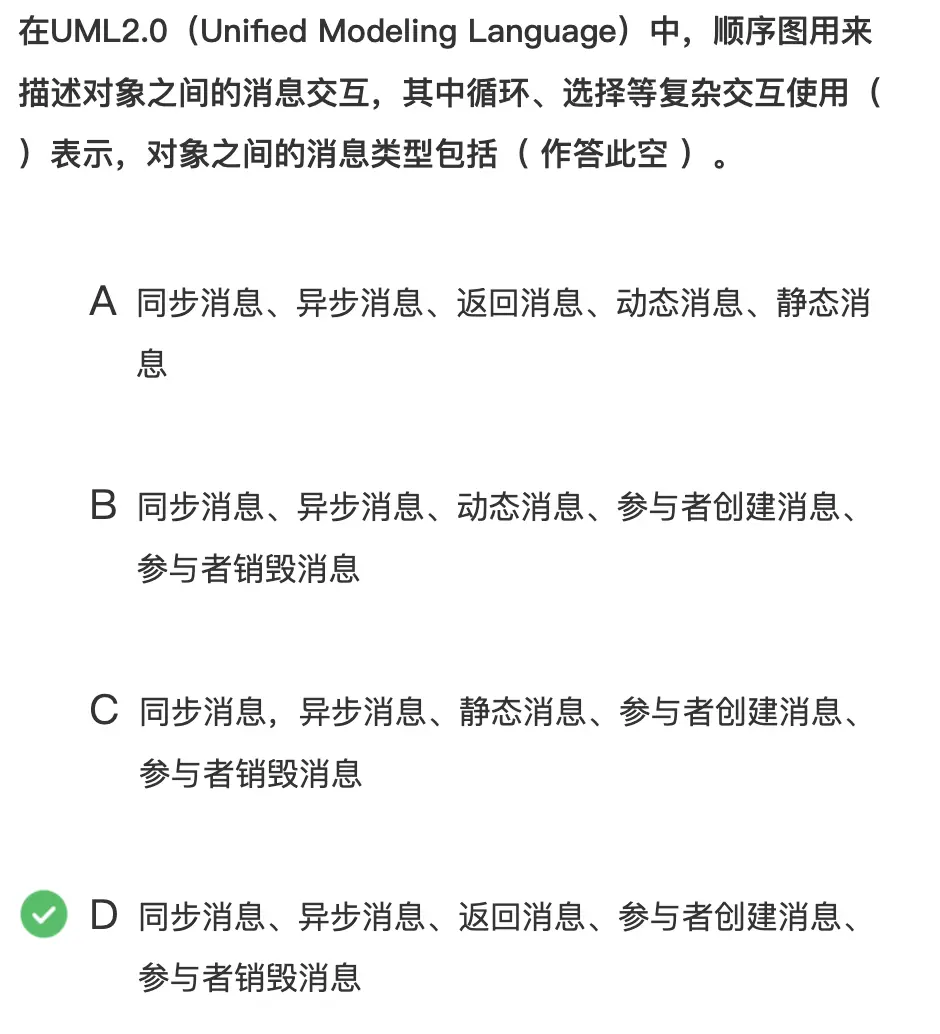 在UML2.0（Unified Modeling Language）中，顺序图用来
描述对象之间的消息交互，其中循环、选择等复杂交互使用（
）表示，对象之间的消息类型包括（ 作答此空 ）。
A 同步消息、异步消息、返回消息、动态消息、静态消
息
B 同步消息、异步消息、动态消息、参与者创建消息、
参与者销毁消息
C 同步消息，异步消息、静态消息、参与者创建消息、
参与者销毁消息
D 同步消息、异步消息、返回消息、参与者创建消息、
参与者销毁消息